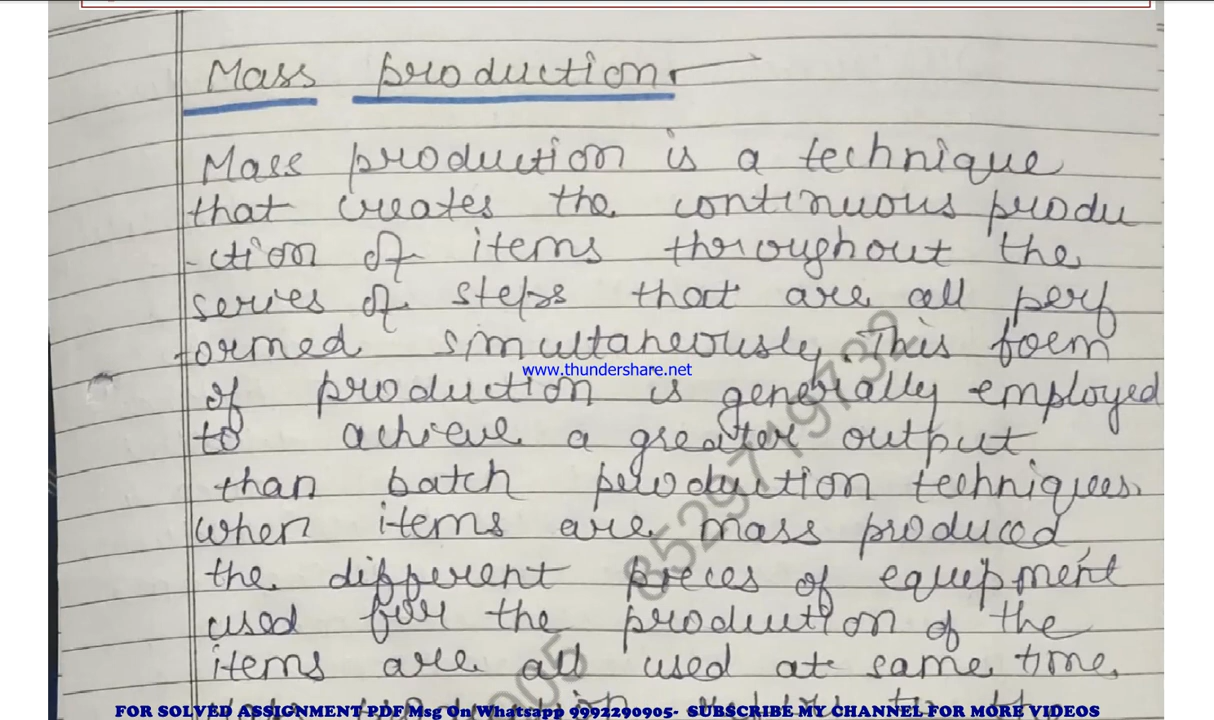 Mass production
Mass production is a technique
that creates the continuous produ
-ction of items throughout the
series of steps that are all perf
ormed simultaneously. This form
www.thundershare.net
of production is generally employed
to achieve a greater output
than batch production techniques.
when items are mass produced,
the different pieces of equipment
used for the production of the
items are all used at same time.
8529719732
FOR SOLVED ASSIGNMENT PDF Msg On Whatsapp 9992290905- SUBSCRIBE MY CHANNEL FOR MORE VIDEOS